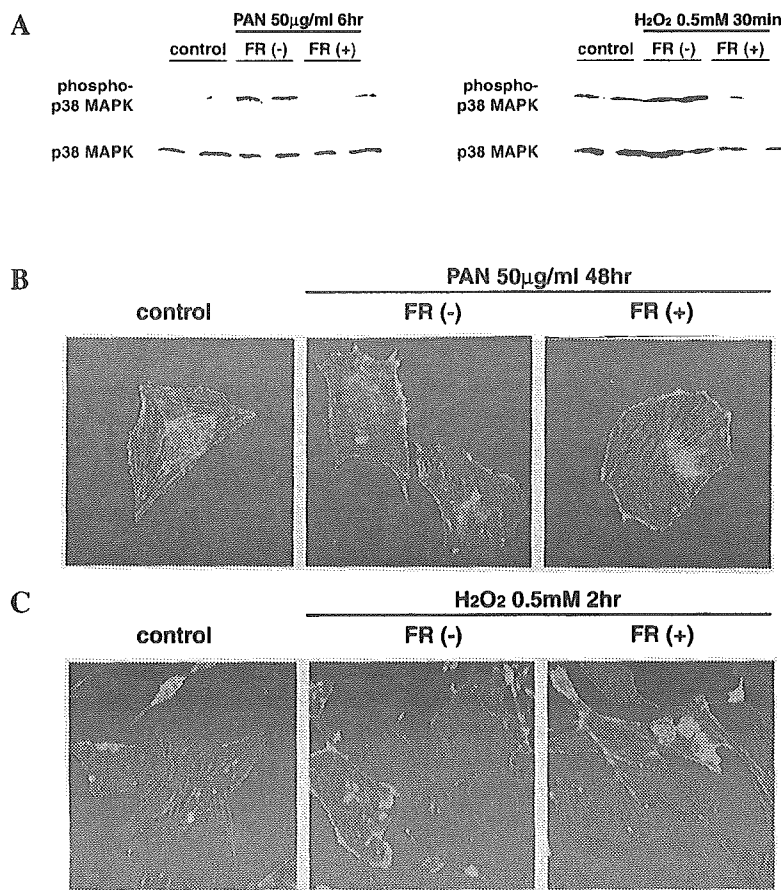 A
PAN 50μg/ml 6hr
control FR (-) FR (+)
phospho-
p38 MAPK
p38 MAPK
H2O2 0.5mM 30min
control FR (-) FR (+)
phospho-
p38 MAPK
p38 MAPK
B
PAN 50μg/ml 48hr
control FR (-) FR (+)
C
H2O2 0.5mM 2hr
control FR (-) FR (+)